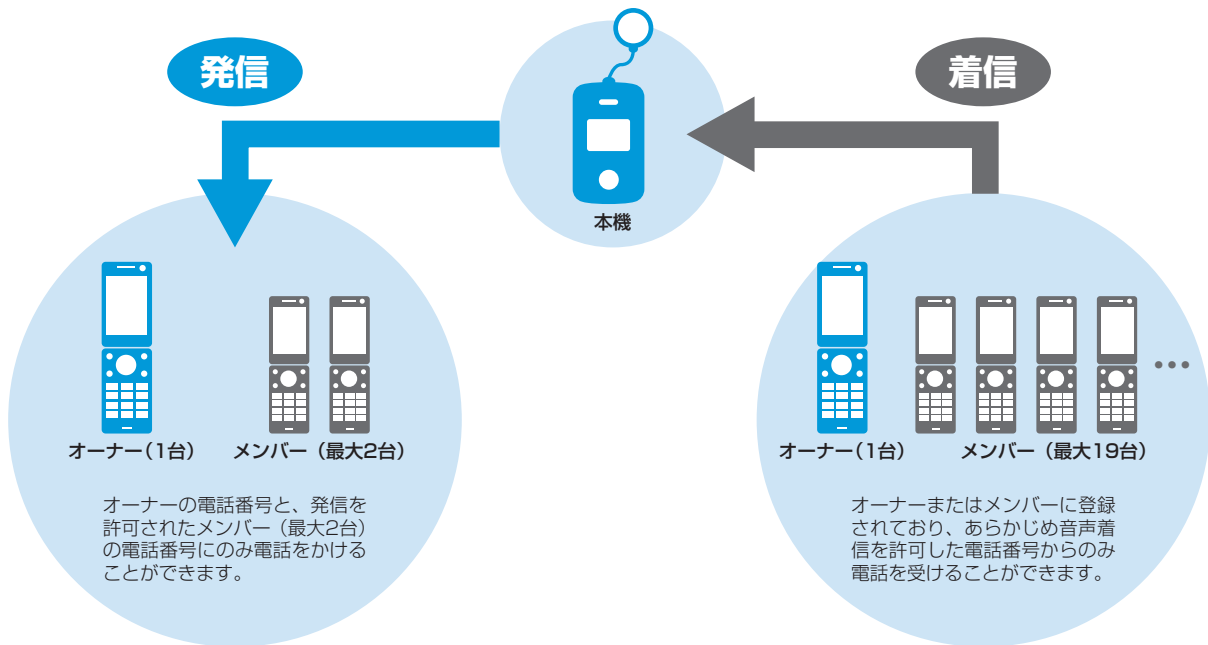 発信
着信
本機
オーナー(1台)
メンバー(最大2台)
オーナーの電話番号と、発信を
許可されたメンバー(最大2台)
の電話番号にのみ電話をかける
ことができます。
オーナー(1台)
メンバー(最大19台)
オーナーまたはメンバーに登録
されており、あらかじめ音声着
信を許可した電話番号からのみ
電話を受けることができます。